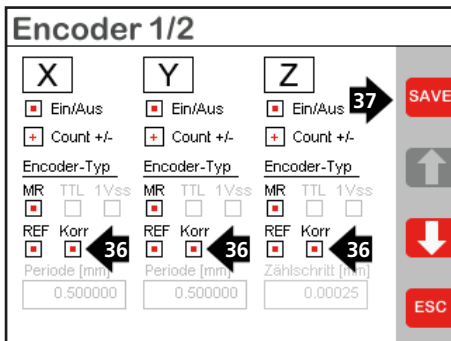 Encoder 1/2
X Y Z
Ein/Aus Ein/Aus Ein/Aus 37 SAVE
+ Count +/- + Count +/- + Count +/-
Encoder-Typ Encoder-Typ Encoder-Typ
MR TTL 1Vss MR TTL 1Vss MR TTL 1Vss
REF Korr 36 REF Korr 36 REF Korr 36
Periode [mm] Periode [mm] Zählschritt [mm]
0.500000 0.500000 0.00025
ESC